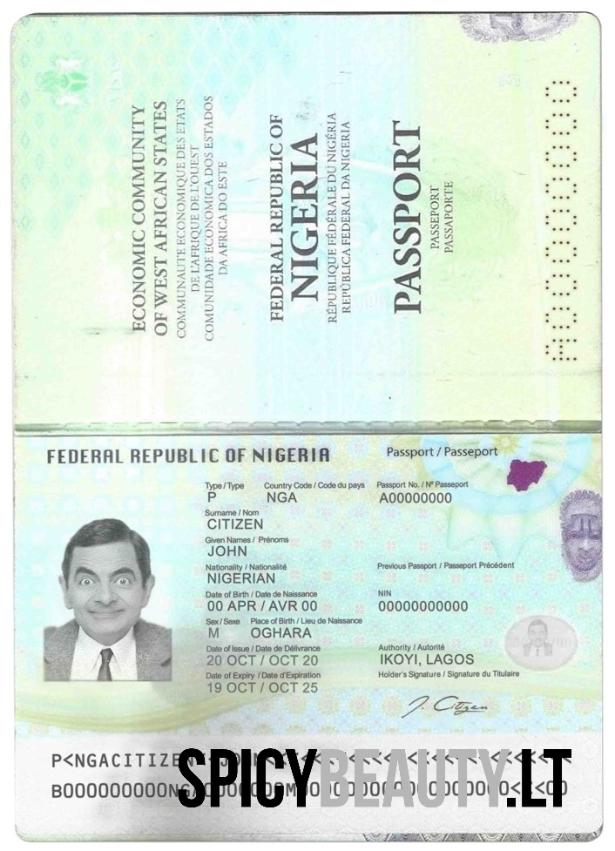 ECONOMIC COMMUNITY
OF WEST AFRICAN STATES
COMMUNAUTE ECONOMIQUE DES ETATS
DE L'AFRIQUE DE L'OUEST
COMUNIDADE ECONOMICA DOS ESTADOS
DA AFRICA DO ESTE
FEDERAL REPUBLIC OF
NIGERIA
RÉPUBLIQUE FÉDÉRALE DU NIGÉRIA
REPÚBLICA FEDERAL DA NIGERIA
PASSPORT
PASSEPORT
PASSAPORTE
A00000000
FEDERAL REPUBLIC OF NIGERIA
Passport / Passeport
Type / Type Country Code / Code du pays Passport No. / Nº Passeport
P NGA A00000000
Surname / Nom
CITIZEN
Given Names / Prénoms
JOHN
Nationality / Nationalité Previous Passport / Passeport Précédent
NIGERIAN
Date of Birth / Date de Naissance NIN
00 APR / AVR 00 00000000000
Sex / Sexe Place of Birth / Lieu de Naissance
M OGHARA
Date of Issue / Date de Délivrance Authority / Autorité
20 OCT / OCT 20 IKOYI, LAGOS
Date of Expiry / Date d'Expiration Holder's Signature / Signature du Titulaire
19 OCT / OCT 25
J. Citizen
P<NGACITIZEN
SPICYBEAUTY.LT